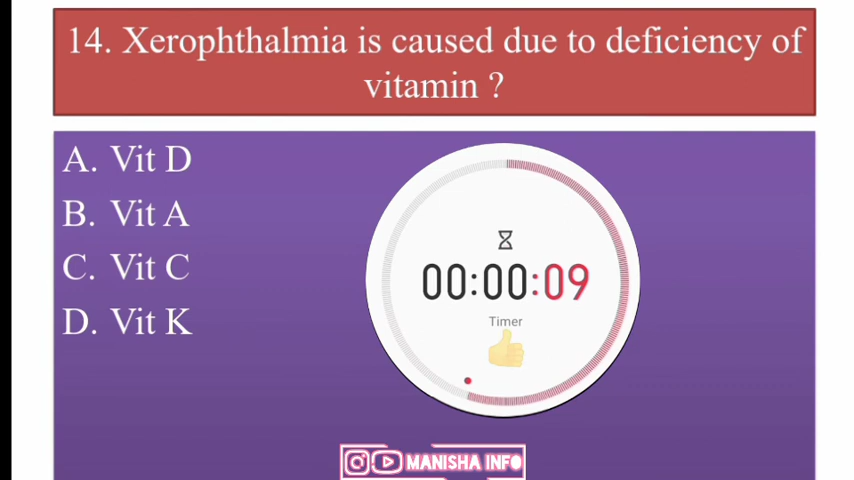 14. Xerophthalmia is caused due to deficiency of
vitamin ?
A. Vit D
B. Vit A
C. Vit C
D. Vit K
00:00:09
Timer
MANISHA INFO